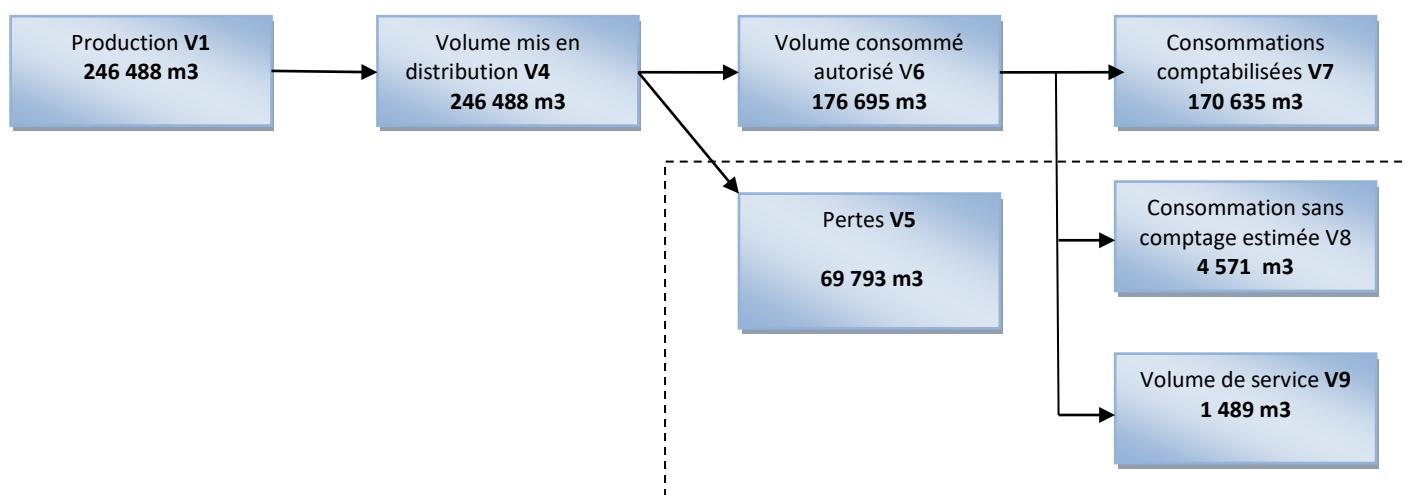 Production V1
246 488 m3
Volume mis en
distribution V4
246 488 m3
Volume consommé
autorisé V6
176 695 m3
Consommations
comptabilisées V7
170 635 m3
Pertes V5
69 793 m3
Consommation sans
comptage estimée V8
4 571 m3
Volume de service V9
1 489 m3